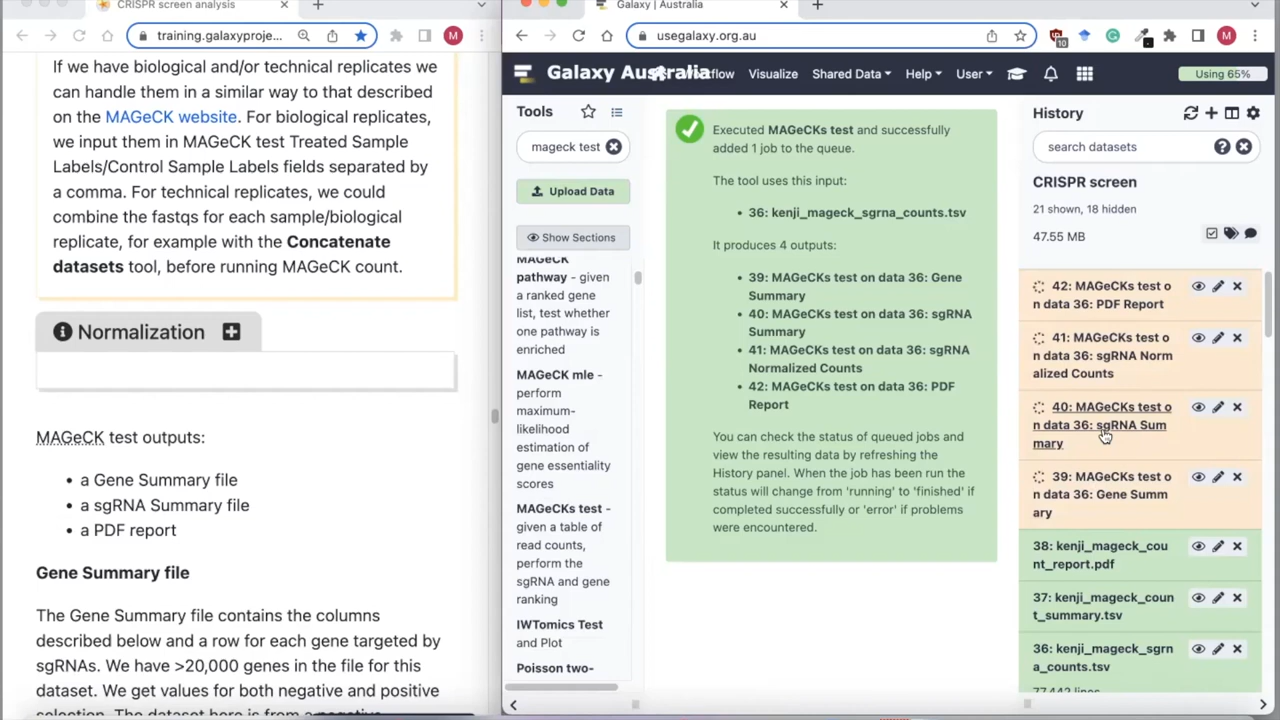 CRISPR screen analysis
training.galaxyproje...
M
If we have biological and/or technical replicates we
can handle them in a similar way to that described
on the MAGeCK website. For biological replicates,
we input them in MAGeCK test Treated Sample
Labels/Control Sample Labels fields separated by
a comma. For technical replicates, we could
combine the fastqs for each sample/biological
replicate, for example with the Concatenate
datasets tool, before running MAGeCK count.
Normalization
MAGeCK test outputs:
a Gene Summary file
a sgRNA Summary file
a PDF report
Gene Summary file
The Gene Summary file contains the columns
described below and a row for each gene targeted by
sgRNAs. We have >20,000 genes in the file for this
dataset. We get values for both negative and positive
selection. The dataset here is from a negative
Galaxy | Australia
usegalaxy.org.au
10
M
Galaxy Australia
Workflow Visualize Shared Data Help User
Using 65%
Tools
mageck test
Upload Data
Show Sections
MAGeCK
pathway - given
a ranked gene
list, test whether
one pathway is
enriched
MAGeCK mle -
perform
maximum-
likelihood
estimation of
gene essentiality
scores
MAGeCKs test -
given a table of
read counts,
perform the
sgRNA and gene
ranking
IWTomics Test
and Plot
Poisson two-
Executed MAGeCKs test and successfully
added 1 job to the queue.
The tool uses this input:
36: kenji_mageck_sgrna_counts.tsv
It produces 4 outputs:
39: MAGeCKs test on data 36: Gene
Summary
40: MAGeCKs test on data 36: sgRNA
Summary
41: MAGeCKs test on data 36: sgRNA
Normalized Counts
42: MAGeCKs test on data 36: PDF
Report
You can check the status of queued jobs and
view the resulting data by refreshing the
History panel. When the job has been run the
status will change from 'running' to 'finished' if
completed successfully or 'error' if problems
were encountered.
History
search datasets
CRISPR screen
21 shown, 18 hidden
47.55 MB
42: MAGeCKs test o
n data 36: PDF Report
41: MAGeCKs test o
n data 36: sgRNA Norm
alized Counts
40: MAGeCKs test o
n data 36: sgRNA Sum
mary
39: MAGeCKs test o
n data 36: Gene Summ
ary
38: kenji_mageck_cou
nt_report.pdf
37: kenji_mageck_coun
t_summary.tsv
36: kenji_mageck_sgrn
a_counts.tsv
77,442 lines